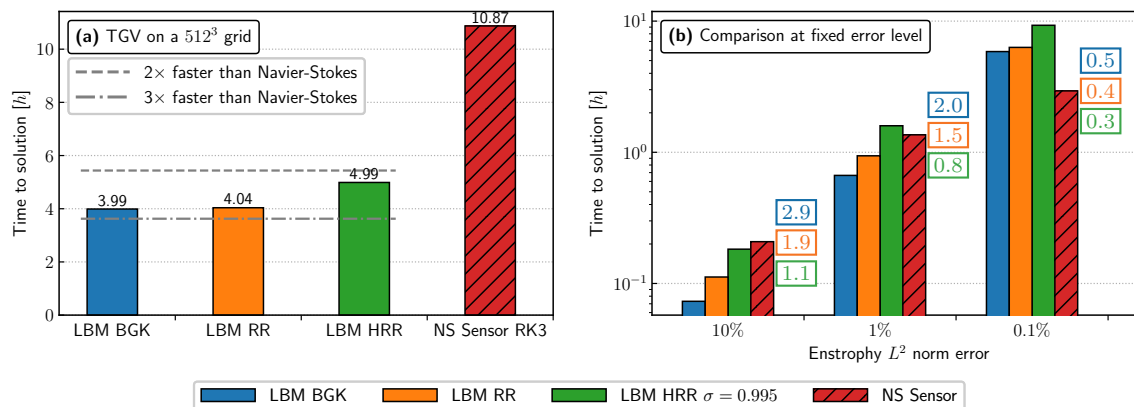 (a) TGV on a 512³ grid
2× faster than Navier-Stokes
3× faster than Navier-Stokes
Time to solution [h]
10
8
6
4
2
0
3.99
4.04
4.99
10.87
LBM BGK
LBM RR
LBM HRR
NS Sensor RK3
(b) Comparison at fixed error level
Time to solution [h]
10¹
10⁰
10⁻¹
2.9
1.9
1.1
2.0
1.5
0.8
0.5
0.4
0.3
10%
1%
0.1%
Enstrophy L² norm error
LBM BGK
LBM RR
LBM HRR σ = 0.995
NS Sensor